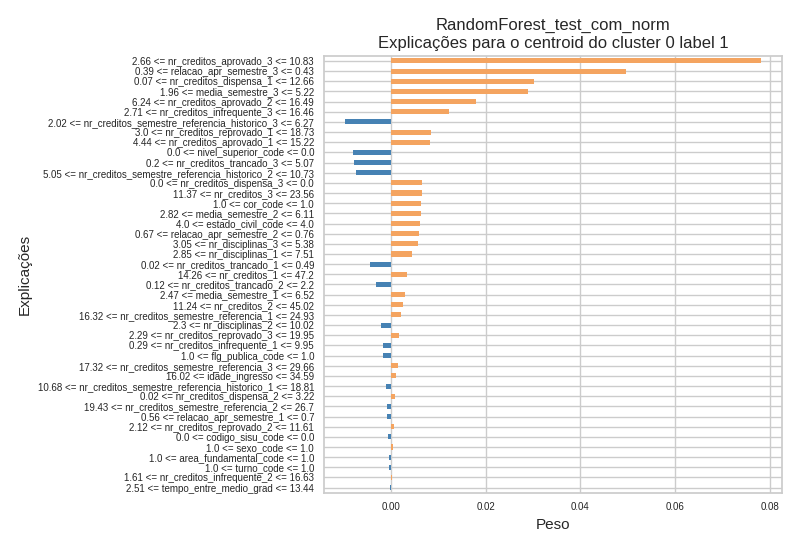 RandomForest_test_com_norm
Explicações para o centroid do cluster 0 label 1
2.66 <= nr_creditos_aprovado_3 <= 10.83
0.39 <= relacao_apr_semestre_3 <= 0.43
0.07 <= nr_creditos_dispensa_1 <= 12.66
1.96 <= media_semestre_3 <= 5.22
6.24 <= nr_creditos_aprovado_2 <= 16.49
2.71 <= nr_creditos_infrequente_3 <= 16.46
2.02 <= nr_creditos_semestre_referencia_historico_3 <= 6.27
3.0 <= nr_creditos_reprovado_1 <= 18.73
4.44 <= nr_creditos_aprovado_1 <= 15.22
0.0 <= nivel_superior_code <= 0.0
0.2 <= nr_creditos_trancado_3 <= 5.07
5.05 <= nr_creditos_semestre_referencia_historico_2 <= 10.73
0.0 <= nr_creditos_dispensa_3 <= 0.0
11.37 <= nr_creditos_3 <= 23.56
1.0 <= cor_code <= 1.0
2.82 <= media_semestre_2 <= 6.11
4.0 <= estado_civil_code <= 4.0
0.67 <= relacao_apr_semestre_2 <= 0.76
3.05 <= nr_disciplinas_3 <= 5.38
2.85 <= nr_disciplinas_1 <= 7.51
0.02 <= nr_creditos_trancado_1 <= 0.49
14.26 <= nr_creditos_1 <= 47.2
0.12 <= nr_creditos_trancado_2 <= 2.2
2.47 <= media_semestre_1 <= 6.52
11.24 <= nr_creditos_2 <= 45.02
16.32 <= nr_creditos_semestre_referencia_1 <= 24.93
2.3 <= nr_disciplinas_2 <= 10.02
2.29 <= nr_creditos_reprovado_3 <= 19.95
0.29 <= nr_creditos_infrequente_1 <= 9.95
1.0 <= flg_publica_code <= 1.0
17.32 <= nr_creditos_semestre_referencia_3 <= 29.66
16.02 <= idade_ingresso <= 34.59
10.68 <= nr_creditos_semestre_referencia_historico_1 <= 18.81
0.02 <= nr_creditos_dispensa_2 <= 3.22
19.43 <= nr_creditos_semestre_referencia_2 <= 26.7
0.56 <= relacao_apr_semestre_1 <= 0.7
2.12 <= nr_creditos_reprovado_2 <= 11.61
0.0 <= codigo_sisu_code <= 0.0
1.0 <= sexo_code <= 1.0
1.0 <= area_fundamental_code <= 1.0
1.0 <= turno_code <= 1.0
1.61 <= nr_creditos_infrequente_2 <= 16.63
2.51 <= tempo_entre_medio_grad <= 13.44
Explicações
0.00 0.02 0.04 0.06 0.08
Peso